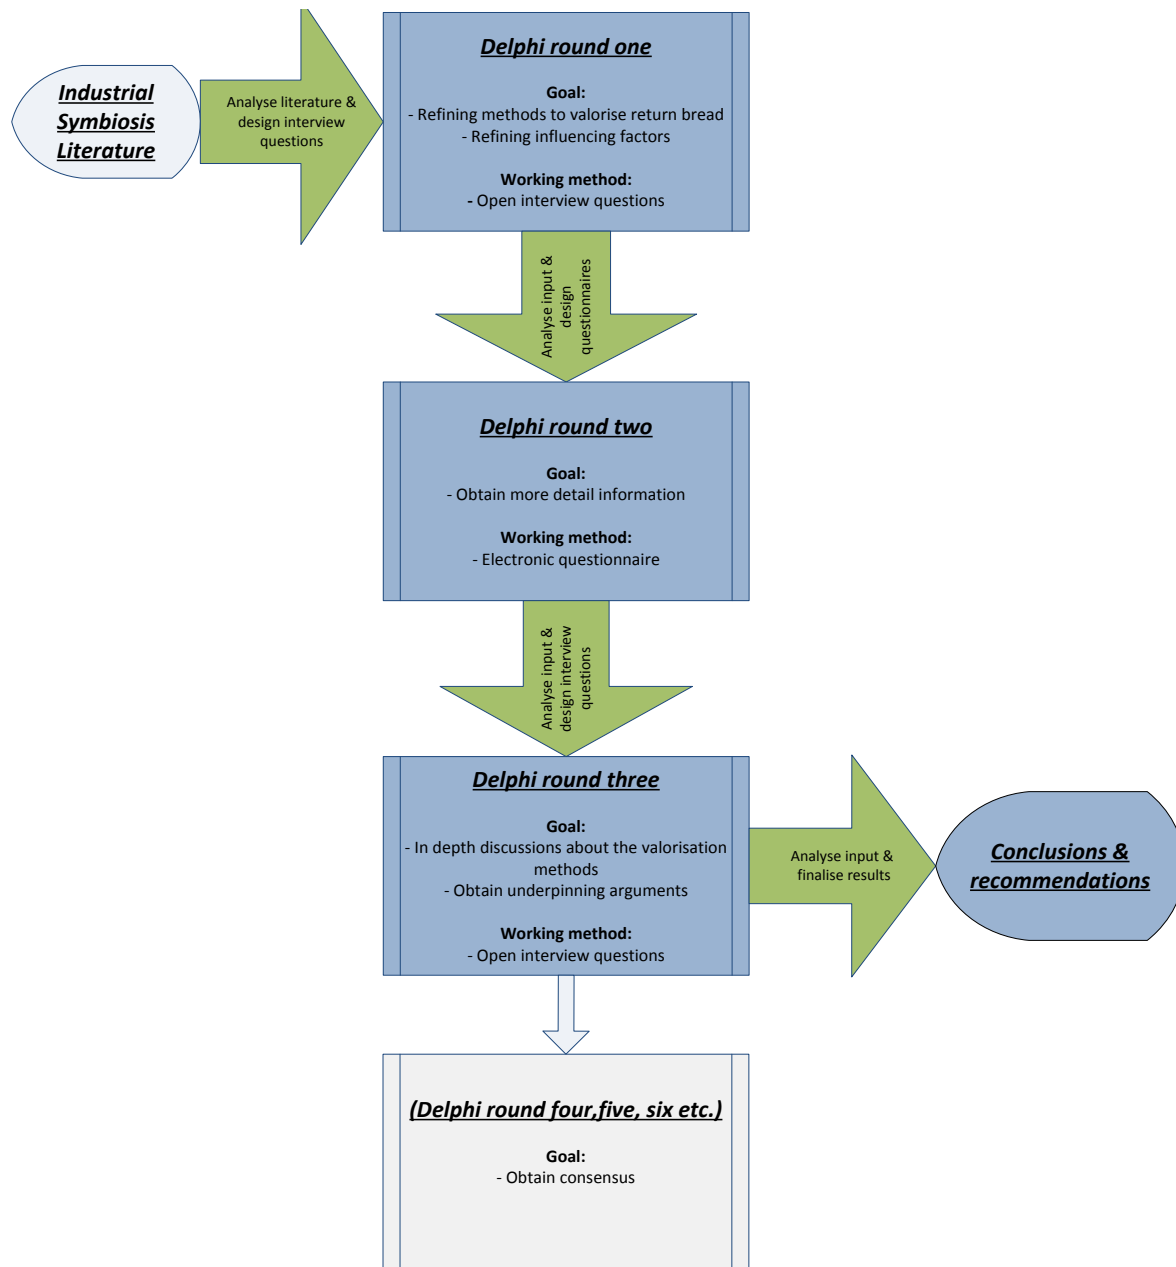 Industrial
Symbiosis
Literature
Analyse literature &
design interview
questions
Delphi round one
Goal:
- Refining methods to valorise return bread
- Refining influencing factors
Working method:
- Open interview questions
Analyse input &
design
questionnaires
Delphi round two
Goal:
- Obtain more detail information
Working method:
- Electronic questionnaire
Analyse input &
design interview
questions
Delphi round three
Goal:
- In depth discussions about the valorisation
methods
- Obtain underpinning arguments
Working method:
- Open interview questions
Analyse input &
finalise results
Conclusions &
recommendations
(Delphi round four,five, six etc.)
Goal:
- Obtain consensus